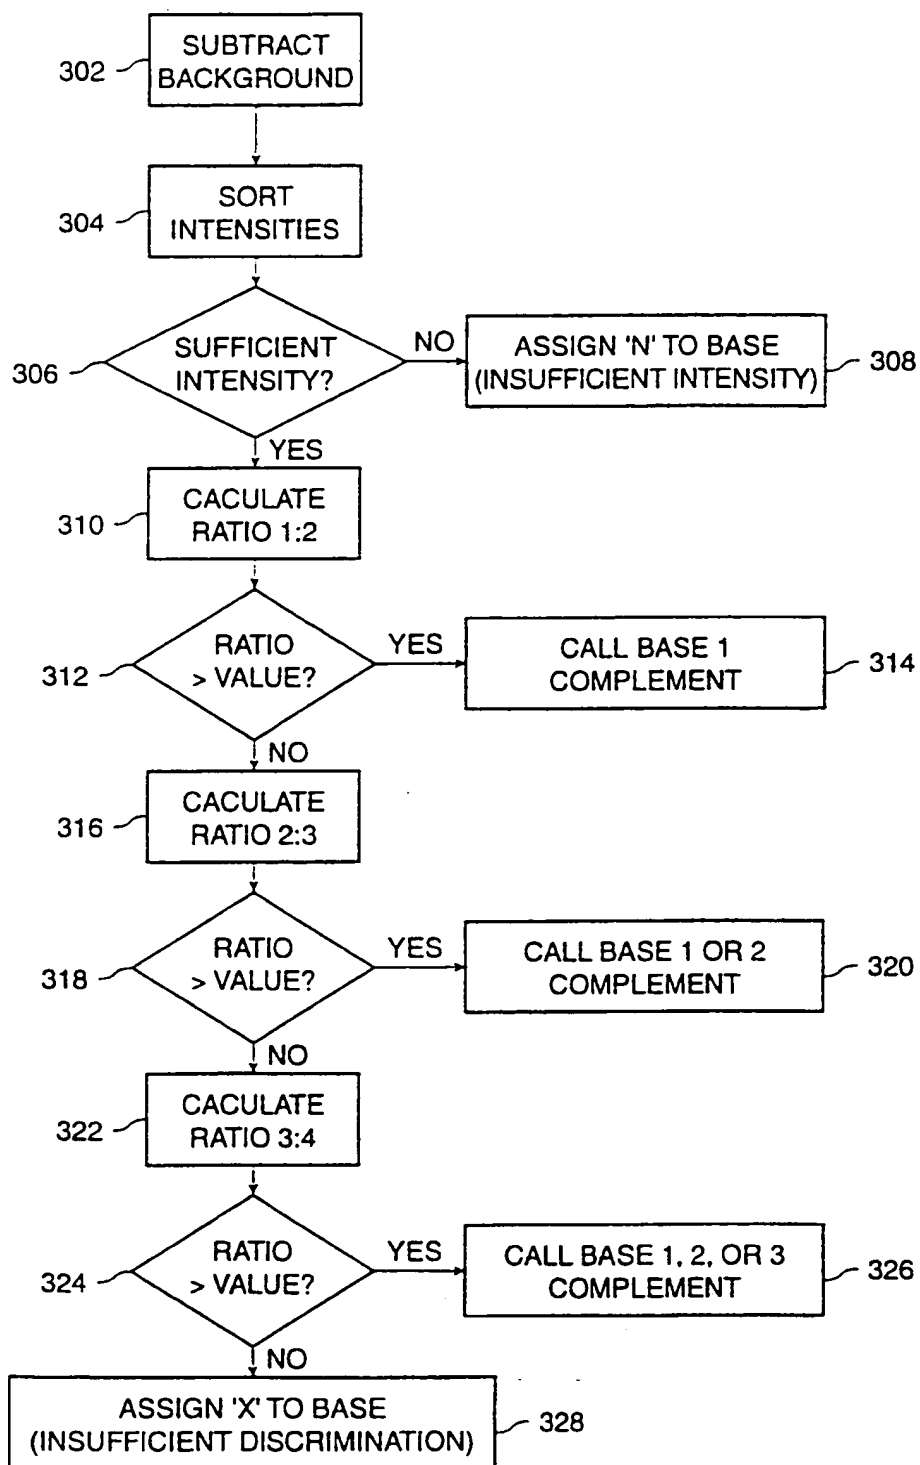 302
SUBTRACT
BACKGROUND
304
SORT
INTENSITIES
306
SUFFICIENT
INTENSITY?
NO
ASSIGN 'N' TO BASE
(INSUFFICIENT INTENSITY)
308
YES
310
CACULATE
RATIO 1:2
312
RATIO
> VALUE?
YES
CALL BASE 1
COMPLEMENT
314
NO
316
CACULATE
RATIO 2:3
318
RATIO
> VALUE?
YES
CALL BASE 1 OR 2
COMPLEMENT
320
NO
322
CACULATE
RATIO 3:4
324
RATIO
> VALUE?
YES
CALL BASE 1, 2, OR 3
COMPLEMENT
326
NO
ASSIGN 'X' TO BASE
(INSUFFICIENT DISCRIMINATION)
328